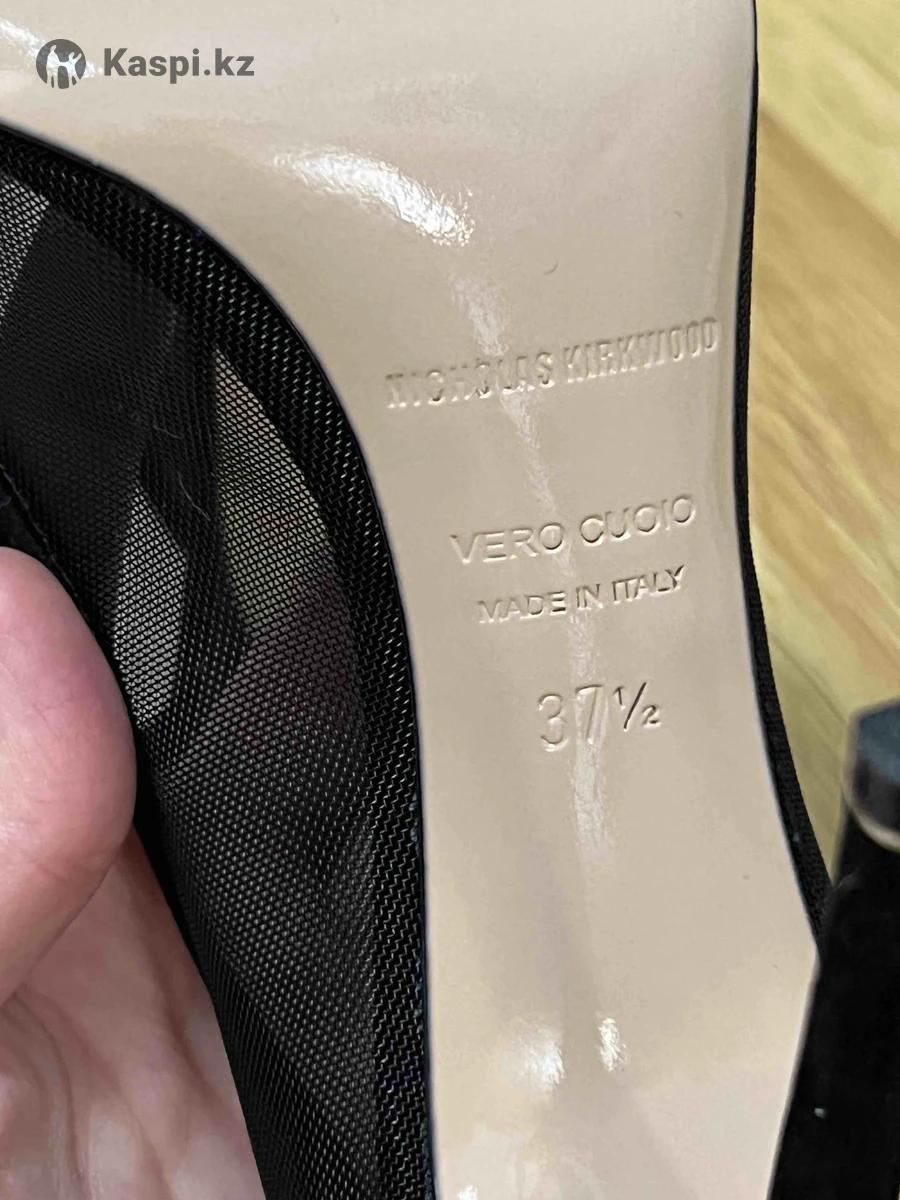 Kaspi.kz
NICHOLAS KIRKWOOD
VERO CUOIO
MADE IN ITALY
37½